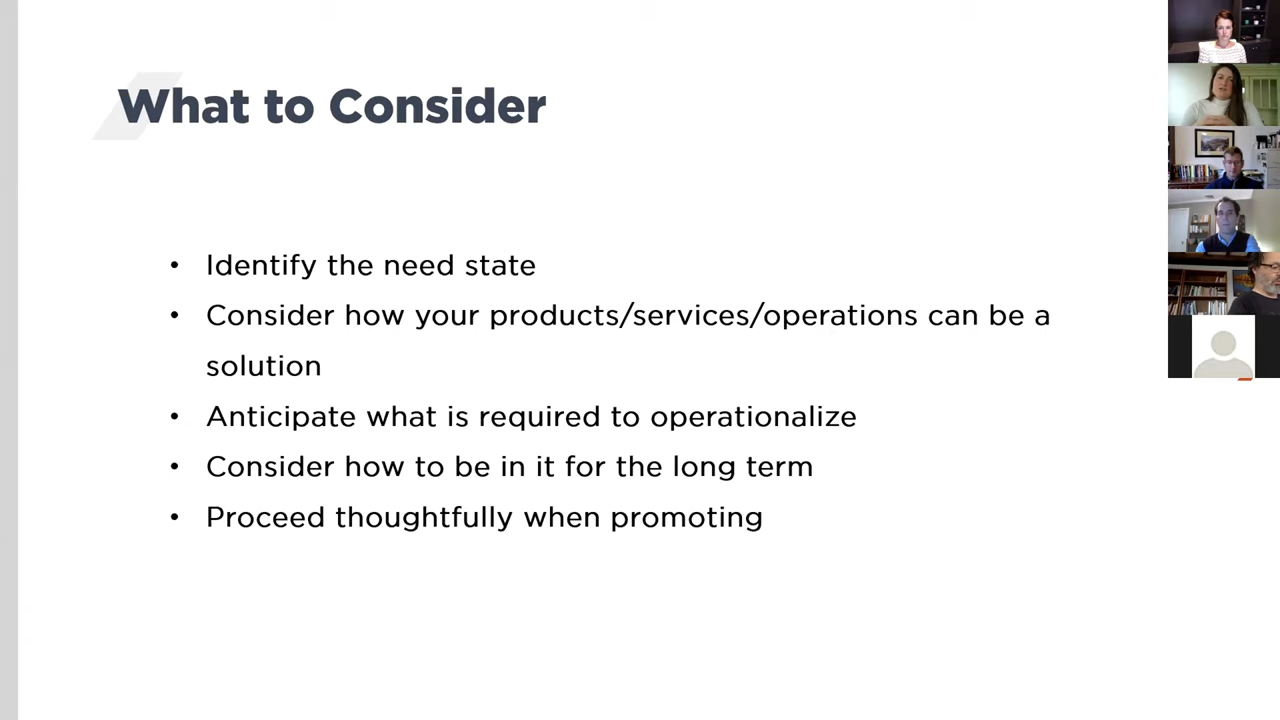 What to Consider
• Identify the need state
• Consider how your products/services/operations can be a
solution
• Anticipate what is required to operationalize
• Consider how to be in it for the long term
• Proceed thoughtfully when promoting